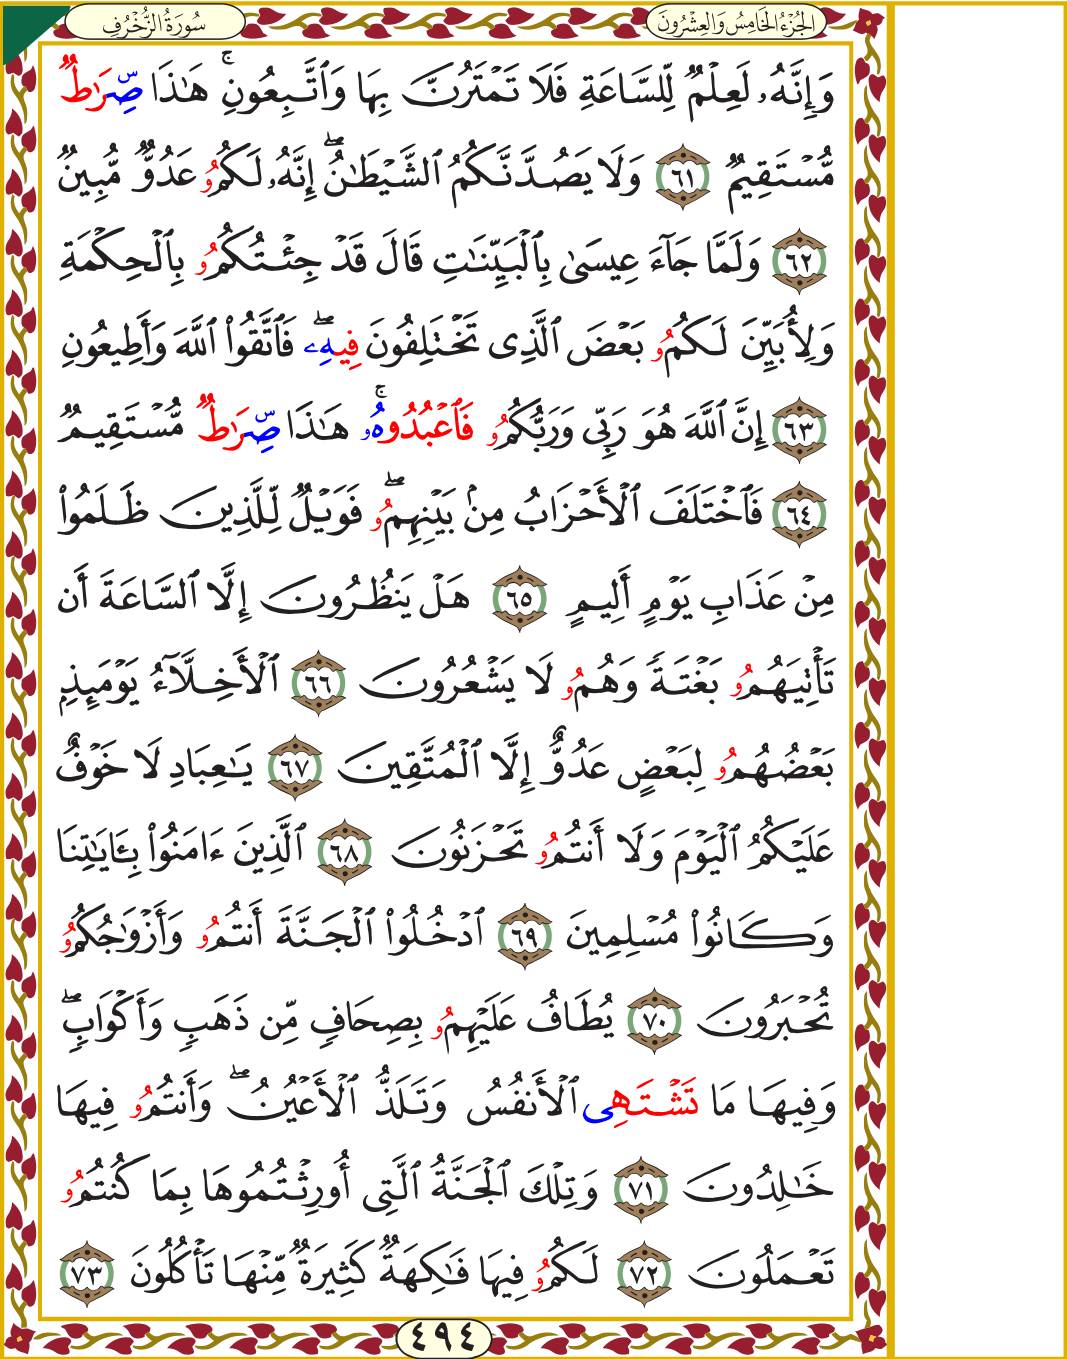 الجُزْءُ الخَامِسُ وَالعِشْرُونَ
سُورَةُ الزُّخْرُفِ
وَإِنَّهُۥ لَعِلْمٌ لِّلسَّاعَةِ فَلَا تَمْتَرُنَّ بِهَا وَٱتَّبِعُونِۚ هَٰذَا صِّرَٰطٌ
مُّسْتَقِيمٌ ٦١ وَلَا يَصُدَّنَّكُمُ ٱلشَّيْطَٰنُۖ إِنَّهُۥ لَكُمُۥ عَدُوٌّ مُّبِينٌ
٦٢ وَلَمَّا جَآءَ عِيسَىٰ بِٱلْبَيِّنَٰتِ قَالَ قَدْ جِئْتُكُمُۥ بِٱلْحِكْمَةِ
وَلِأُبَيِّنَ لَكُمُۥ بَعْضَ ٱلَّذِى تَخْتَلِفُونَ فِيهِۦۖ فَٱتَّقُوا۟ ٱللَّهَ وَأَطِيعُونِ
٦٣ إِنَّ ٱللَّهَ هُوَ رَبِّى وَرَبُّكُمُۥ فَٱعْبُدُوهُۥۚ هَٰذَا صِّرَٰطٌ مُّسْتَقِيمٌ
٦٤ فَٱخْتَلَفَ ٱلْأَحْزَابُ مِنۢ بَيْنِهِمُۥۖ فَوَيْلٌ لِّلَّذِينَ ظَلَمُوا۟
مِنْ عَذَابِ يَوْمٍ أَلِيمٍ ٦٥ هَلْ يَنظُرُونَ إِلَّا ٱلسَّاعَةَ أَن
تَأْتِيَهُمُۥ بَغْتَةً وَهُمُۥ لَا يَشْعُرُونَ ٦٦ ٱلْأَخِلَّآءُ يَوْمَئِذٍۭ
بَعْضُهُمُۥ لِبَعْضٍ عَدُوٌّ إِلَّا ٱلْمُتَّقِينَ ٦٧ يَٰعِبَادِ لَا خَوْفٌ
عَلَيْكُمُ ٱلْيَوْمَ وَلَا أَنتُمُۥ تَحْزَنُونَ ٦٨ ٱلَّذِينَ ءَامَنُوا۟ بِـَٔايَٰتِنَا
وَكَانُوا۟ مُسْلِمِينَ ٦٩ ٱدْخُلُوا۟ ٱلْجَنَّةَ أَنتُمُۥ وَأَزْوَٰجُكُمُۥ
تُحْبَرُونَ ٧٠ يُطَافُ عَلَيْهِمُۥ بِصِحَافٍ مِّن ذَهَبٍ وَأَكْوَابٍۖ
وَفِيهَا مَا تَشْتَهِى ٱلْأَنفُسُ وَتَلَذُّ ٱلْأَعْيُنُۖ وَأَنتُمُۥ فِيهَا
خَٰلِدُونَ ٧١ وَتِلْكَ ٱلْجَنَّةُ ٱلَّتِى أُورِثْتُمُوهَا بِمَا كُنتُمُۥ
تَعْمَلُونَ ٧٢ لَكُمُۥ فِيهَا فَٰكِهَةٌ كَثِيرَةٌ مِّنْهَا تَأْكُلُونَ ٧٣
٤٩٤